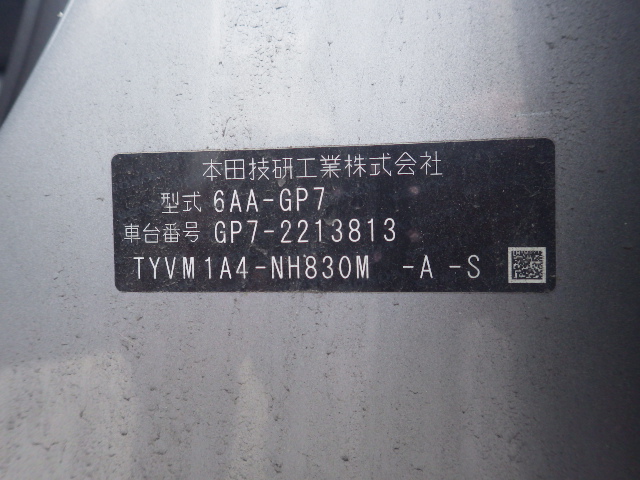 本田技研工業株式会社
型式 6AA-GP7
車台番号 GP7-2213813
TYVM1A4-NH830M -A -S